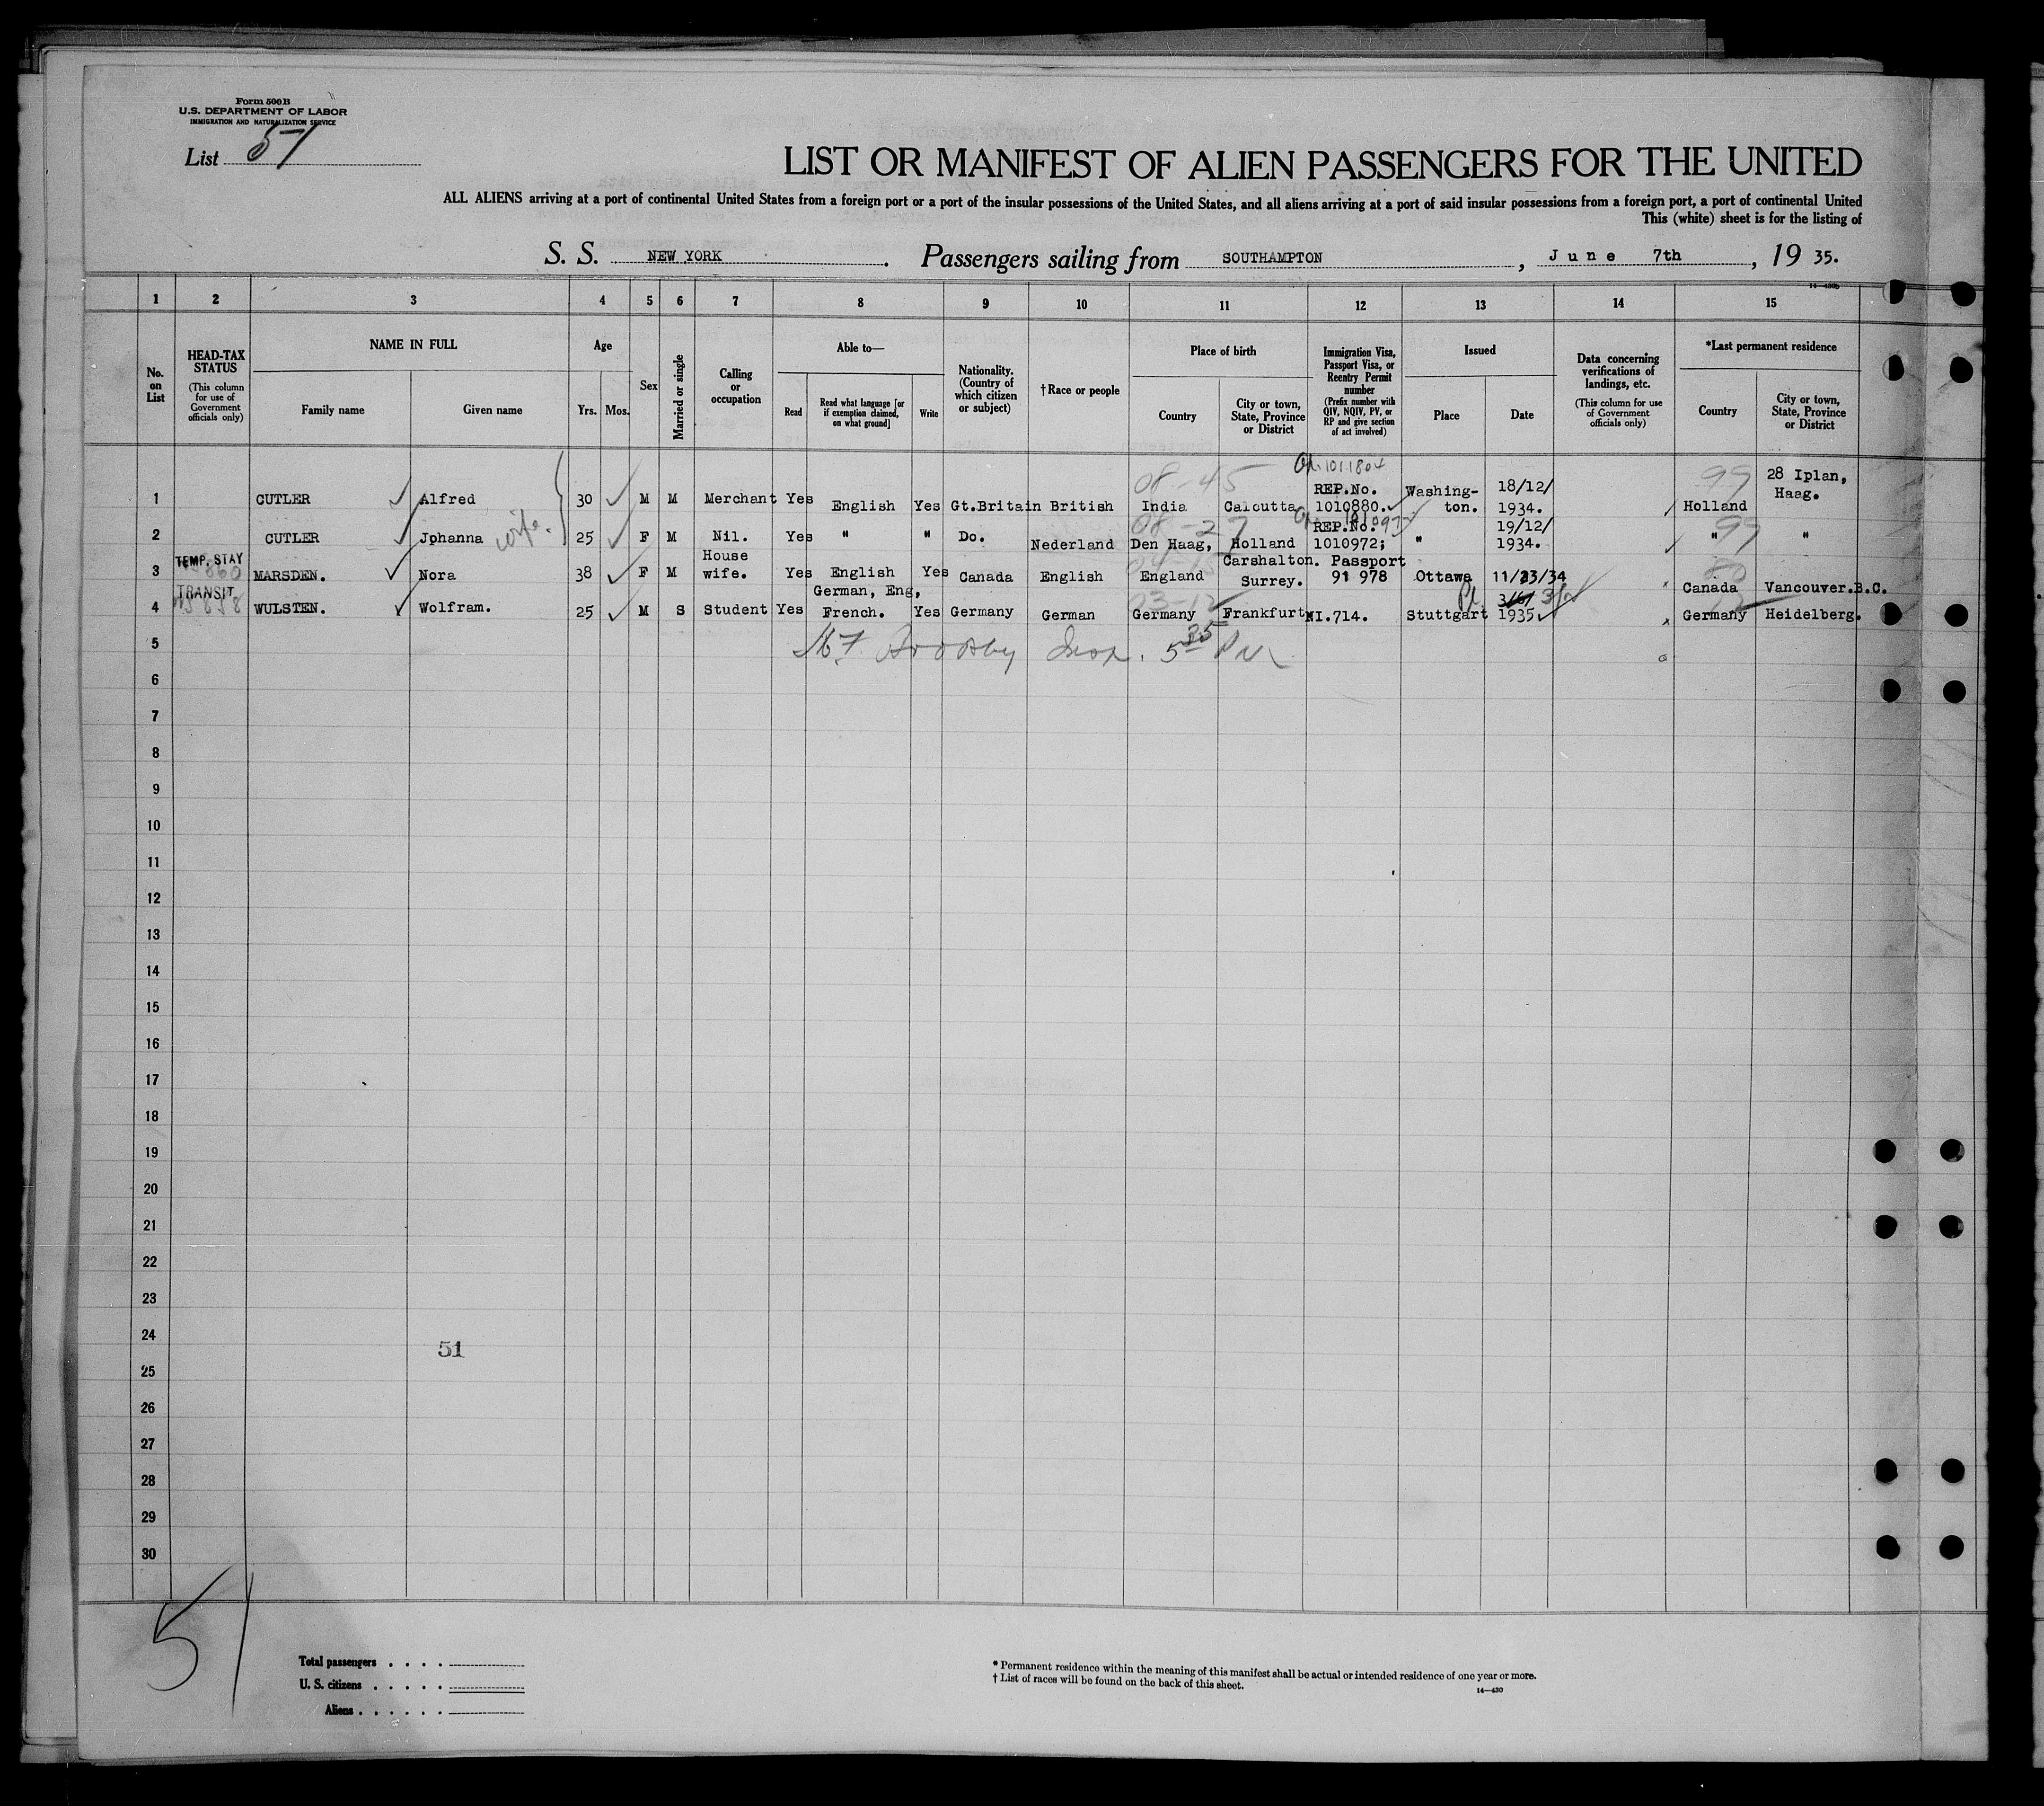 Form 500B
U.S. DEPARTMENT OF LABOR
IMMIGRATION AND NATURALIZATION SERVICE
List 51
LIST OR MANIFEST OF ALIEN PASSENGERS FOR THE UNITED
ALL ALIENS arriving at a port of continental United States from a foreign port or a port of the insular possessions of the United States, and all aliens arriving at a port of said insular possessions from a foreign port, a port of continental United
This (white) sheet is for the listing of
S. S. NEW YORK. Passengers sailing from SOUTHAMPTON, June 7th, 19 35.
1 2 3 4 5 6 7 8 9 10 11 12 13 14 15
No. on List
HEAD-TAX STATUS (This column for use of Government officials only)
NAME IN FULL
Family name Given name
Age
Yrs. Mos.
Sex
Married or single
Calling or occupation
Able to—
Read
Read what language [or if exemption claimed, on what ground]
Write
Nationality. (Country of which citizen or subject)
† Race or people
Place of birth
Country
City or town, State, Province or District
Immigration Visa, Passport Visa, or Reentry Permit number (Prefix number with QIV, NQIV, PV, or RP and give section of act involved)
Issued
Place Date
Data concerning verifications of landings, etc. (This column for use of Government officials only)
*Last permanent residence
Country
City or town, State, Province or District
08-45 1011804 99
1 CUTLER Alfred 30 M M Merchant Yes English Yes Gt.Britain British India Calcutta REP.No. 1010880. Washington. 18/12/1934. Holland 28 Iplan, Haag.
08-27 99
2 CUTLER Johanna wife. 25 F M Nil. Yes " " Do. Nederland Den Haag, Holland REP.No. 1010972; " 19/12/1934. " "
TEMP. STAY
3 MARSDEN. Nora 38 F M House wife. Yes English Yes Canada English England Carshalton. Surrey. Passport 91 978 Ottawa 11/23/34 Canada Vancouver.B.C.
TRANSIT 03-12
4 WULSTEN. Wolfram. 25 M S Student Yes German, Eng, French. Yes Germany German Germany Frankfurt NI.714. Stuttgart 1935 Germany Heidelberg.
5
6
7
8
9
10
11
12
13
14
15
16
17
18
19
20
21
22
23
24
51
25
26
27
28
29
30
51
Total passengers . . . .
U. S. citizens . . . . .
Aliens . . . . . .
* Permanent residence within the meaning of this manifest shall be actual or intended residence of one year or more.
† List of races will be found on the back of this sheet.
14—430